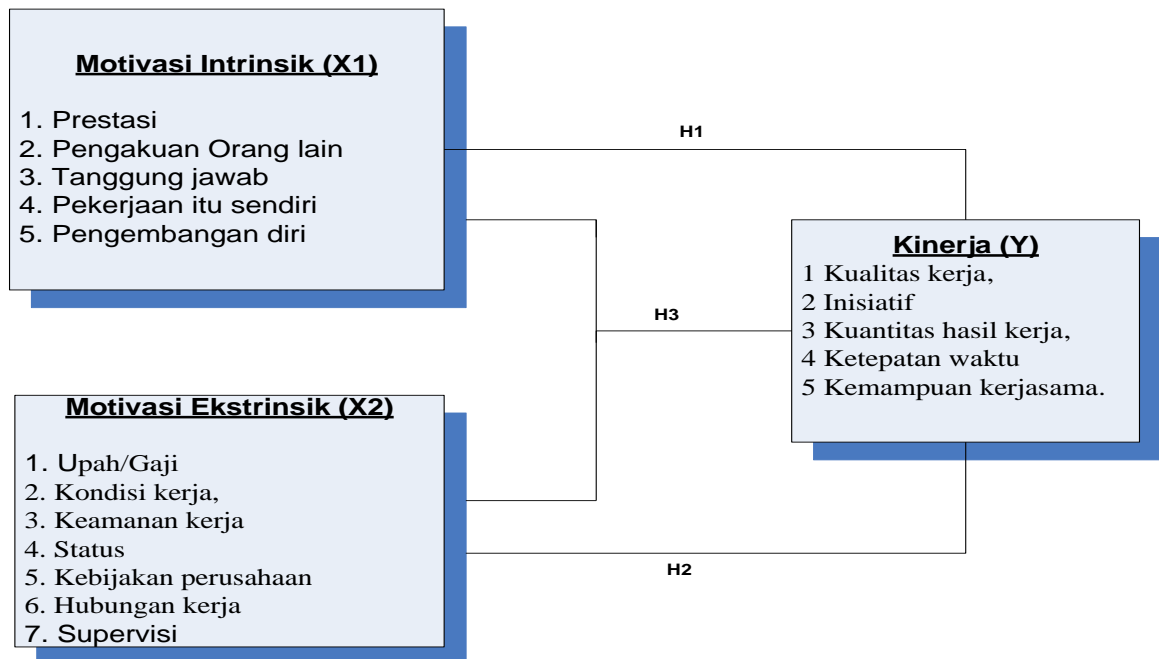 Motivasi Intrinsik (X1)
1. Prestasi
2. Pengakuan Orang lain
3. Tanggung jawab
4. Pekerjaan itu sendiri
5. Pengembangan diri
H1
Kinerja (Y)
1 Kualitas kerja,
2 Inisiatif
3 Kuantitas hasil kerja,
4 Ketepatan waktu
5 Kemampuan kerjasama.
H3
Motivasi Ekstrinsik (X2)
1. Upah/Gaji
2. Kondisi kerja,
3. Keamanan kerja
4. Status
5. Kebijakan perusahaan
6. Hubungan kerja
7. Supervisi
H2